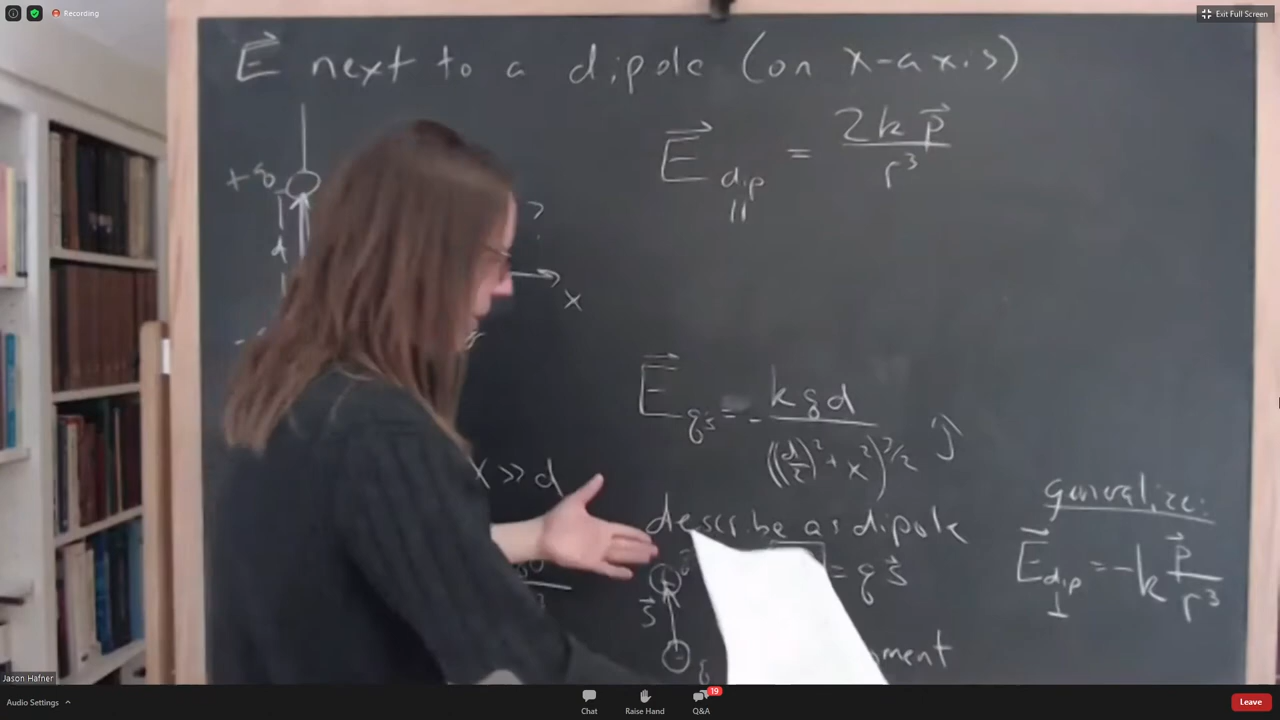 Recording
Exit Full Screen
E⃗ next to a dipole (on x-axis)
E⃗ dip || = 2kp⃗ / r³
+q
d
?
x
E⃗ qs = - kqd / ((d/2)² + x²)^3/2 ĵ
x >> d
describe as dipole
= qs⃗
s⃗
-
q
generalize:
E⃗ dip ⊥ = -k p⃗ / r³
Jason Hafner
Audio Settings
Chat
Raise Hand
19
Q&A
Leave